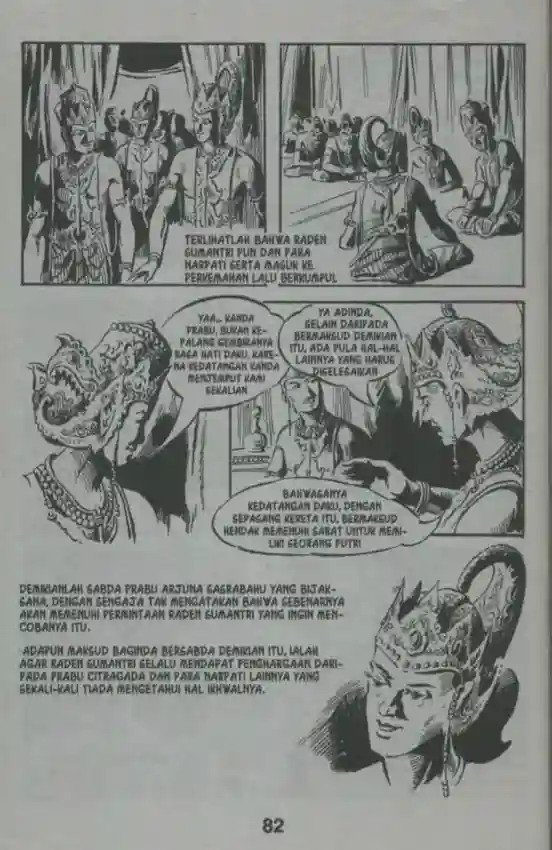 TERLIHATLAH BAHWA RADEN
SUMANTRI PUN DAN PARA
NARPATI SERTA MASUK KE
PERKEMAHAN LALU BERKUMPUL
YAA.. KANDA
PRABU, BUKAN KE-
PALANG GEMBIRANYA
RASA HATI DAKU, KARE-
NA KEDATANGAN KANDA
MENJEMPUT KAMI
SEKALIAN
YA ADINDA,
SELAIN DARIPADA
BERMAKSUD DEMIKIAN
ITU, ADA PULA HAL-HAL
LAINNYA YANG HARUS
DISELESAIKAN
BAHWASANYA
KEDATANGAN DAKU, DENGAN
SEPASANG KERETA ITU, BERMAKSUD
HENDAK MEMENUHI SARAT UNTUK MEMI-
LIKI SEORANG PUTRI
DEMIKIANLAH SABDA PRABU ARJUNA SASRABAHU YANG BIJAK-
SANA, DENGAN SENGAJA TAK MENGATAKAN BAHWA SEBENARNYA
AKAN MEMENUHI PERMINTAAN RADEN SUMANTRI YANG INGIN MEN-
COBANYA ITU.
ADAPUN MAKSUD BAGINDA BERSABDA DEMIKIAN ITU, IALAH
AGAR RADEN SUMANTRI SELALU MENDAPAT PENGHARGAAN DARI-
PADA PRABU CITRAGADA DAN PARA NARPATI LAINNYA YANG
SEKALI-KALI TIADA MENGETAHUI HAL IKHWALNYA.
82